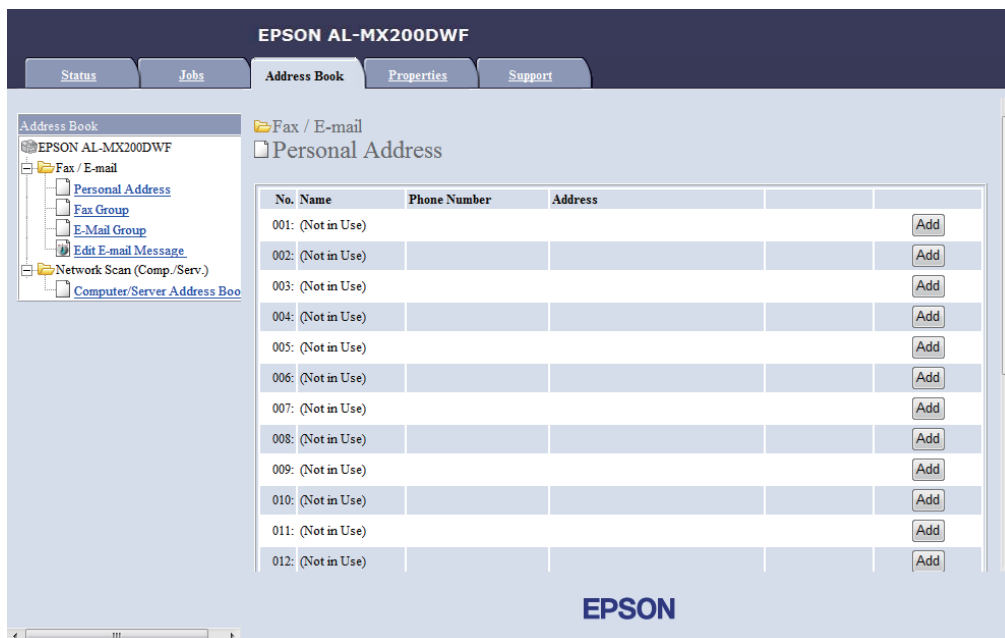 EPSON AL-MX200DWF
Status Jobs Address Book Properties Support
Address Book
EPSON AL-MX200DWF
Fax / E-mail
Personal Address
Fax Group
E-Mail Group
Edit E-mail Message
Network Scan (Comp./Serv.)
Computer/Server Address Boo
Fax / E-mail
Personal Address
No. Name Phone Number Address
001: (Not in Use) Add
002: (Not in Use) Add
003: (Not in Use) Add
004: (Not in Use) Add
005: (Not in Use) Add
006: (Not in Use) Add
007: (Not in Use) Add
008: (Not in Use) Add
009: (Not in Use) Add
010: (Not in Use) Add
011: (Not in Use) Add
012: (Not in Use) Add
EPSON